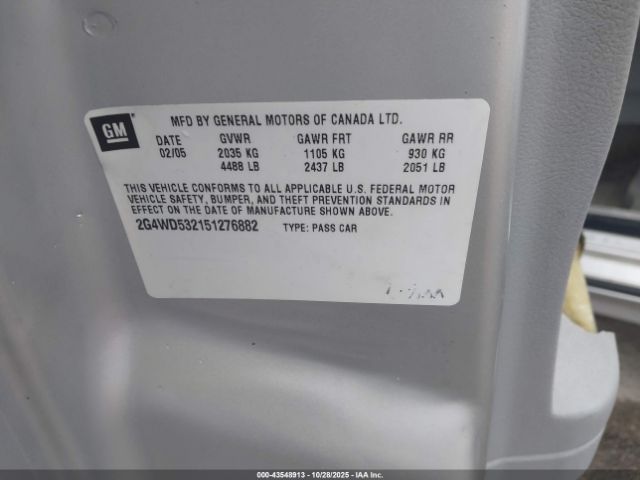 GM
MFD BY GENERAL MOTORS OF CANADA LTD.
DATE GVWR GAWR FRT GAWR RR
02/05 2035 KG 1105 KG 930 KG
4488 LB 2437 LB 2051 LB
THIS VEHICLE CONFORMS TO ALL APPLICABLE U.S. FEDERAL MOTOR
VEHICLE SAFETY, BUMPER, AND THEFT PREVENTION STANDARDS IN
EFFECT ON THE DATE OF MANUFACTURE SHOWN ABOVE.
2G4WD532151276882 TYPE: PASS CAR
000-43548913 | 10/28/2025 - IAA Inc.